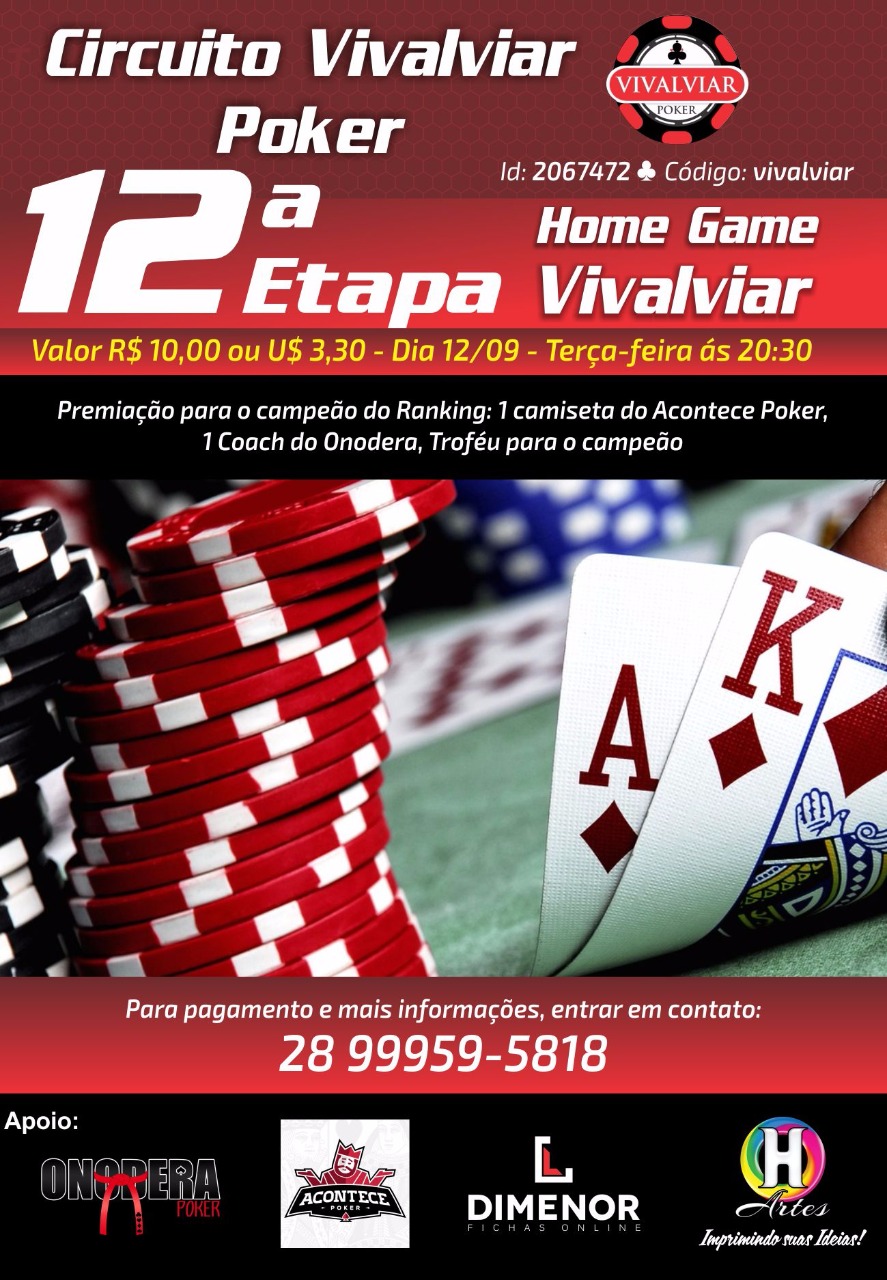 Circuito Vivalviar
Poker
VIVALVIAR
POKER
Id: 2067472 ♣ Código: vivalviar
12ª
Etapa
Home Game
Vivalviar
Valor R$ 10,00 ou U$ 3,30 - Dia 12/09 - Terça-feira ás 20:30
Premiação para o campeão do Ranking: 1 camiseta do Acontece Poker,
1 Coach do Onodera, Troféu para o campeão
A
K
Para pagamento e mais informações, entrar em contato:
28 99959-5818
Apoio:
ONODERA
POKER
ACONTECE
POKER
DIMENOR
FICHAS ONLINE
H
Artes
Imprimindo suas Ideias!